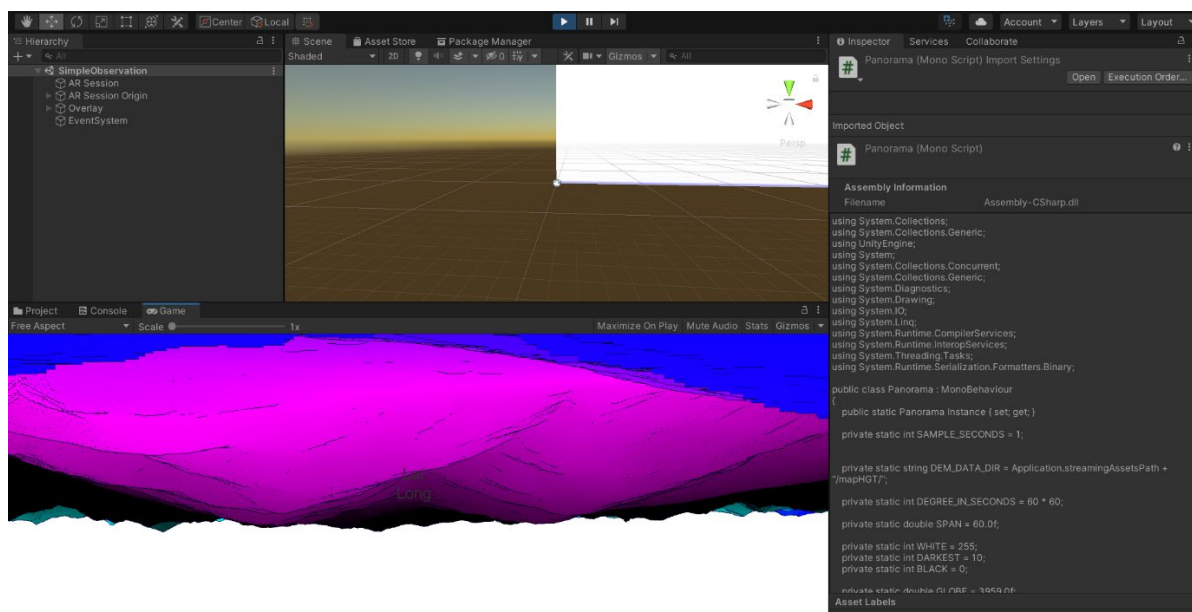 Center Local
Account Layers Layout
Hierarchy
All
SimpleObservation
AR Session
AR Session Origin
Overlay
EventSystem
Scene Asset Store Package Manager
Shaded 2D 0 Gizmos All
Persp
Project Console Game
Free Aspect Scale 1x Maximize On Play Mute Audio Stats Gizmos
Long
Inspector Services Collaborate
Panorama (Mono Script) Import Settings
Open Execution Order...
Imported Object
Panorama (Mono Script)
Assembly Information
Filename Assembly-CSharp.dll
using System.Collections;
using System.Collections.Generic;
using UnityEngine;
using System;
using System.Collections.Concurrent;
using System.Collections.Generic;
using System.Diagnostics;
using System.Drawing;
using System.IO;
using System.Linq;
using System.Runtime.CompilerServices;
using System.Runtime.InteropServices;
using System.Threading.Tasks;
using System.Runtime.Serialization.Formatters.Binary;
public class Panorama : MonoBehaviour
{
public static Panorama Instance { set; get; }
private static int SAMPLE_SECONDS = 1;
private static string DEM_DATA_DIR = Application.streamingAssetsPath +
"/mapHGT/";
private static int DEGREE_IN_SECONDS = 60 * 60;
private static double SPAN = 60.0f;
private static int WHITE = 255;
private static int DARKEST = 10;
private static int BLACK = 0;
private static double GLOBE = 3959.0f;
Asset Labels